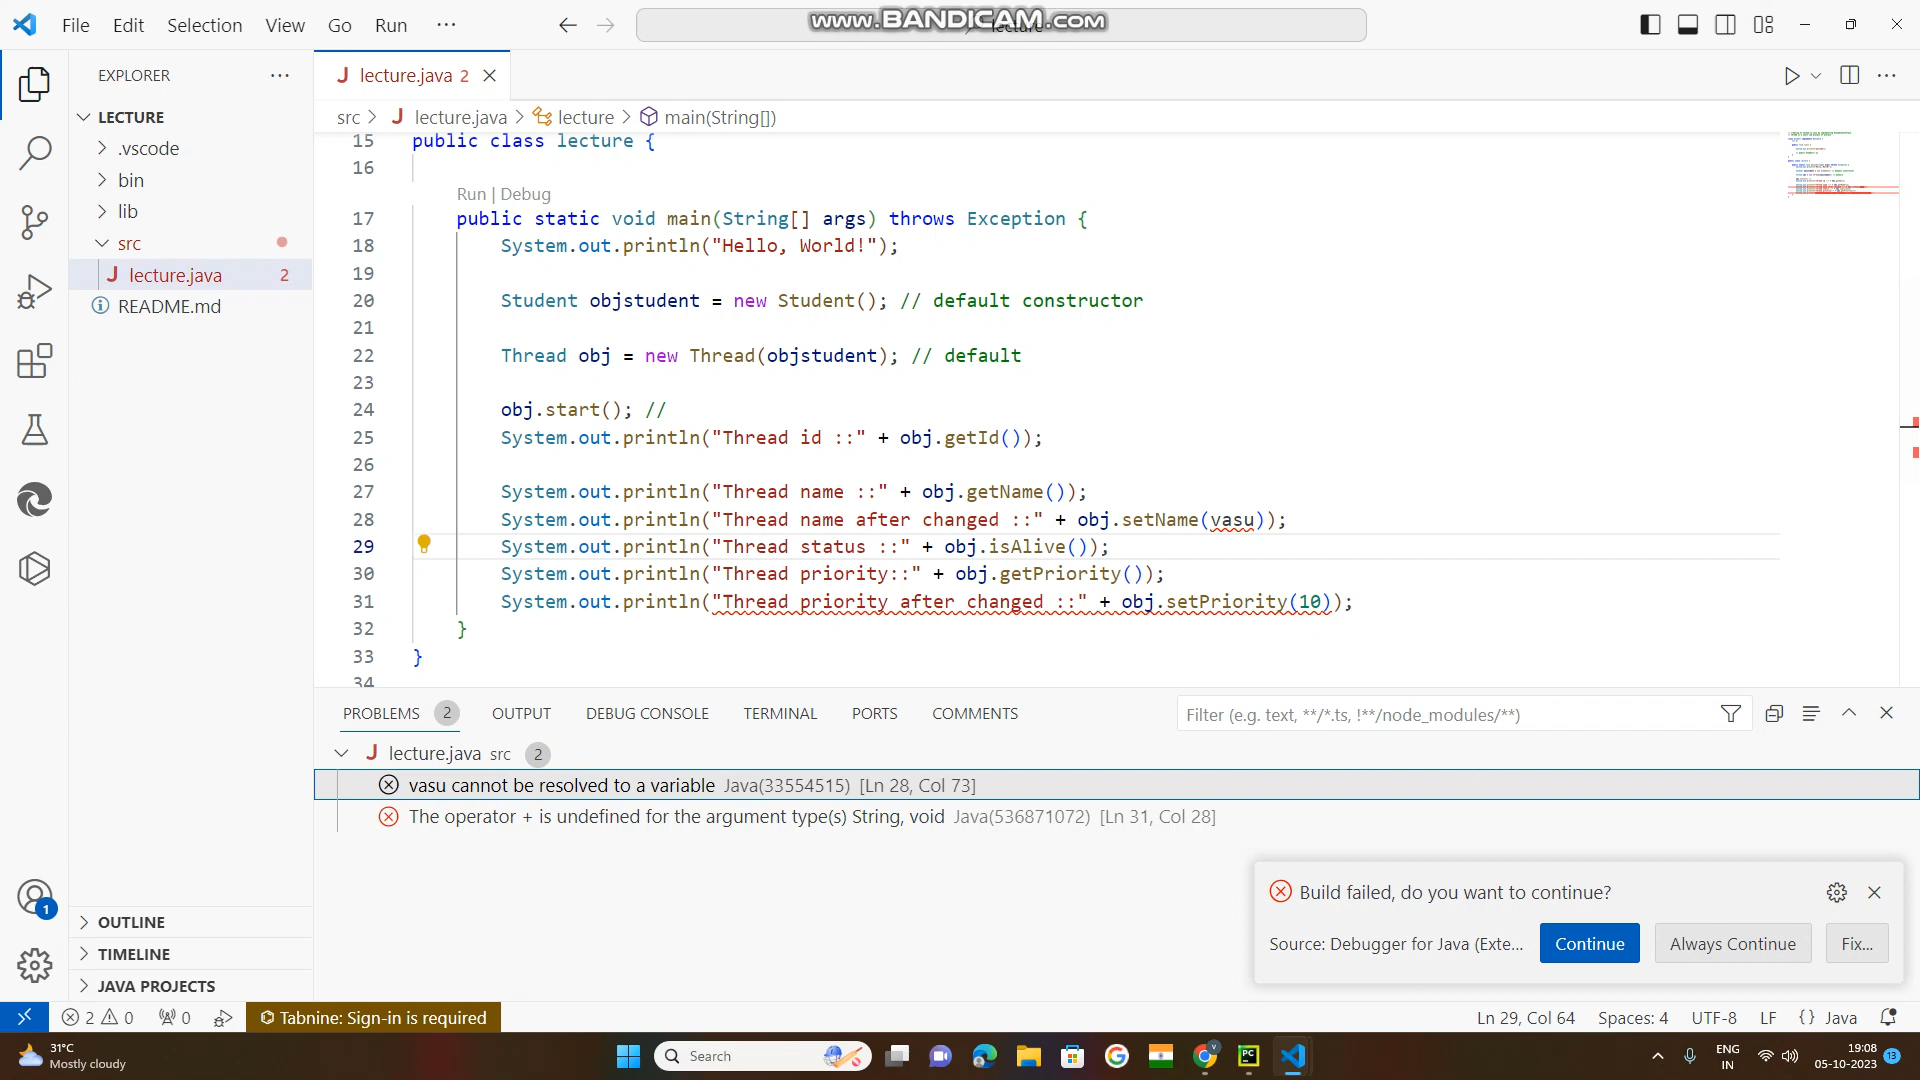 File Edit Selection View Go Run ···
www.BANDICAM.com
lecture
EXPLORER
LECTURE
.vscode
bin
lib
src
lecture.java 2
README.md
OUTLINE
TIMELINE
JAVA PROJECTS
lecture.java 2
src > lecture.java > lecture > main(String[])
15 public class lecture {
16
Run | Debug
17 public static void main(String[] args) throws Exception {
18 System.out.println("Hello, World!");
19
20 Student objstudent = new Student(); // default constructor
21
22 Thread obj = new Thread(objstudent); // default
23
24 obj.start(); //
25 System.out.println("Thread id ::" + obj.getId());
26
27 System.out.println("Thread name ::" + obj.getName());
28 System.out.println("Thread name after changed ::" + obj.setName(vasu));
29 System.out.println("Thread status ::" + obj.isAlive());
30 System.out.println("Thread priority::" + obj.getPriority());
31 System.out.println("Thread priority after changed ::" + obj.setPriority(10));
32 }
33 }
34
PROBLEMS 2 OUTPUT DEBUG CONSOLE TERMINAL PORTS COMMENTS
Filter (e.g. text, **/*.ts, !**/node_modules/**)
lecture.java src 2
vasu cannot be resolved to a variable Java(33554515) [Ln 28, Col 73]
The operator + is undefined for the argument type(s) String, void Java(536871072) [Ln 31, Col 28]
Build failed, do you want to continue?
Source: Debugger for Java (Exte... Continue Always Continue Fix...
1
2 0 0 Tabnine: Sign-in is required
Ln 29, Col 64 Spaces: 4 UTF-8 LF {} Java
31°C
Mostly cloudy
Search
ENG
IN
19:08
05-10-2023
13